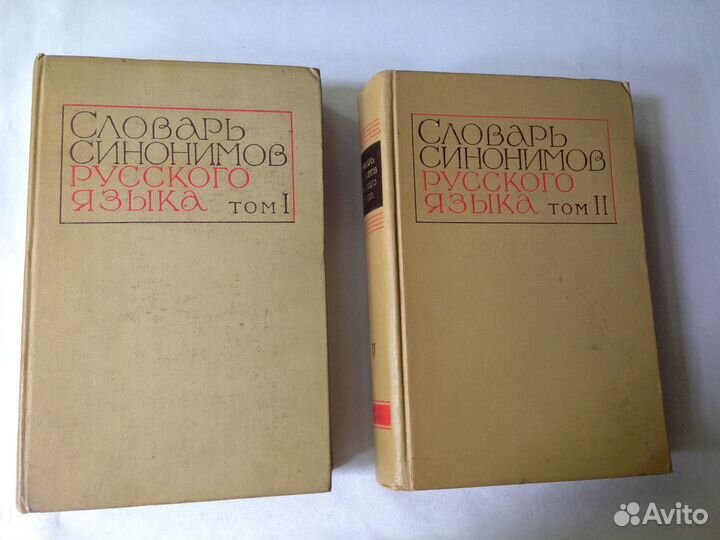 СЛОВАРЬ
СИНОНИМОВ
РУССКОГО
ЯЗЫКА ТОМ I
СЛОВАРЬ
СИНОНИМОВ
РУССКОГО
ЯЗЫКА ТОМ II
Avito